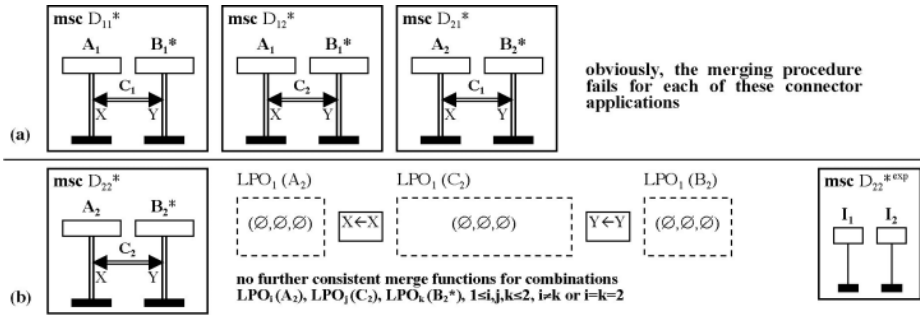 msc D₁₁*
A₁ B₁*
C₁
X Y
msc D₁₂*
A₁ B₁*
C₂
X Y
msc D₂₁*
A₂ B₂*
C₁
X Y
obviously, the merging procedure
fails for each of these connector
applications
(a)
msc D₂₂*
A₂ B₂*
C₂
X Y
LPO₁ (A₂) LPO₁ (C₂) LPO₁ (B₂)
(∅,∅,∅) X←X (∅,∅,∅) Y←Y (∅,∅,∅)
no further consistent merge functions for combinations
LPOᵢ (A₂), LPOⱼ (C₂), LPOₖ (B₂*), 1≤i,j,k≤2, i≠k or i=k=2
msc D₂₂*ᵉˣᵖ
I₁ I₂
(b)